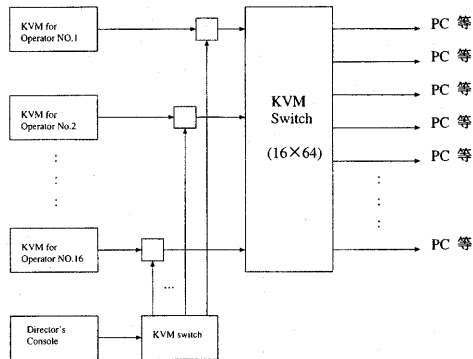 KVM for
Operator NO.1
KVM for
Operator No.2
KVM for
Operator NO.16
Director's
Console
KVM switch
...
KVM
Switch
(16×64)
PC 等
PC 等
PC 等
PC 等
PC 等
PC 等